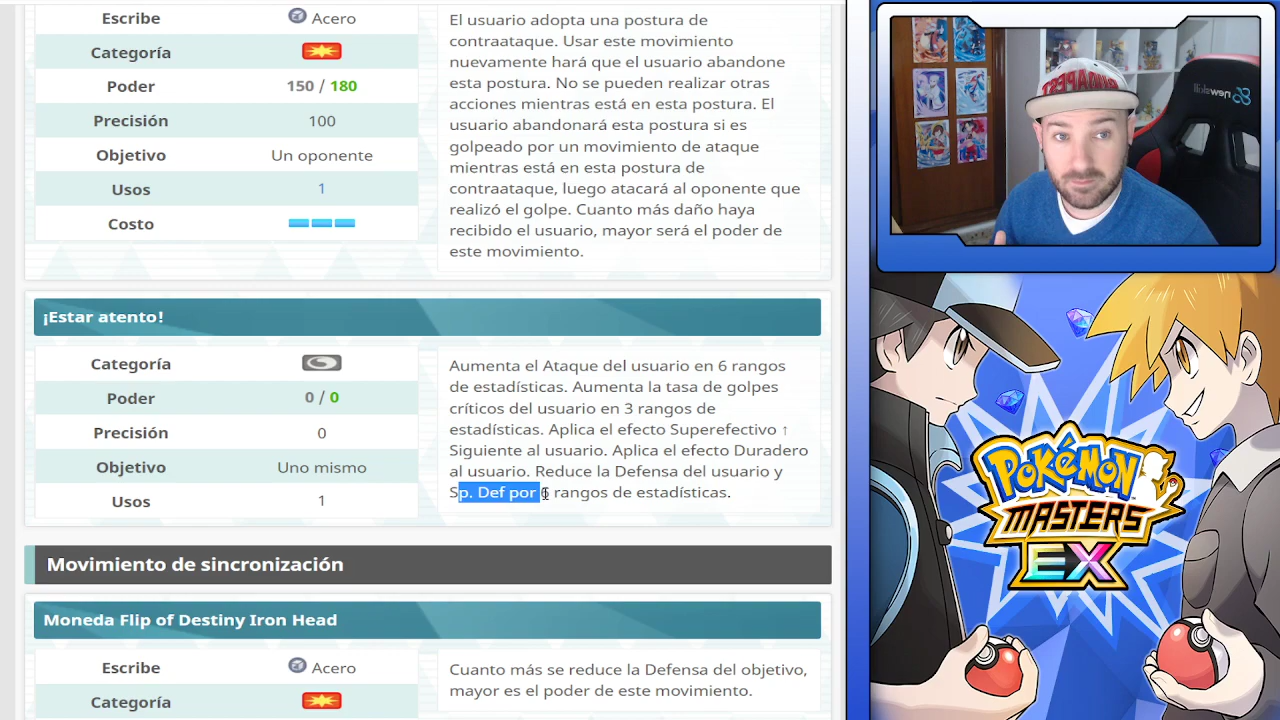 Escribe Acero
Categoría
Poder 150 / 180
Precisión 100
Objetivo Un oponente
Usos 1
Costo
El usuario adopta una postura de
contraataque. Usar este movimiento
nuevamente hará que el usuario abandone
esta postura. No se pueden realizar otras
acciones mientras está en esta postura. El
usuario abandonará esta postura si es
golpeado por un movimiento de ataque
mientras está en esta postura de
contraataque, luego atacará al oponente que
realizó el golpe. Cuanto más daño haya
recibido el usuario, mayor será el poder de
este movimiento.
¡Estar atento!
Categoría
Poder 0 / 0
Precisión 0
Objetivo Uno mismo
Usos 1
Aumenta el Ataque del usuario en 6 rangos
de estadísticas. Aumenta la tasa de golpes
críticos del usuario en 3 rangos de
estadísticas. Aplica el efecto Superefectivo ↑
Siguiente al usuario. Aplica el efecto Duradero
al usuario. Reduce la Defensa del usuario y
Sp. Def por 6 rangos de estadísticas.
Movimiento de sincronización
Moneda Flip of Destiny Iron Head
Escribe Acero
Categoría
Cuanto más se reduce la Defensa del objetivo,
mayor es el poder de este movimiento.
newskill
POKéMON
MASTERS
EX